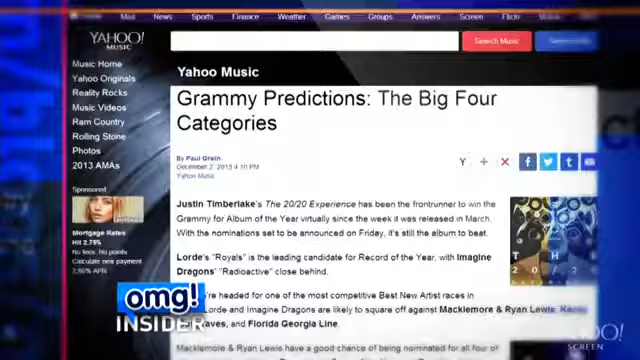 Home Mail News Sports Finance Weather Games Groups Answers Screen Flickr
YAHOO!
MUSIC
Search Music
Yahoo Music
Music Home
Yahoo Originals
Reality Rocks
Music Videos
Ram Country
Rolling Stone
Photos
2013 AMAs
Sponsored
Mortgage Rates
Hit 2.75%
No fees, No points
Calculate new payment
2.90% APR
Grammy Predictions: The Big Four
Categories
By Paul Grein
December 2, 2013 4:10 PM
Yahoo Music
Justin Timberlake's The 20/20 Experience has been the frontrunner to win the
Grammy for Album of the Year virtually since the week it was released in March.
With the nominations set to be announced on Friday, it's still the album to beat.
Lorde's "Royals" is the leading candidate for Record of the Year, with Imagine
Dragons' "Radioactive" close behind.
're headed for one of the most competitive Best New Artist races in
Lorde and Imagine Dragons are likely to square off against Macklemore & Ryan Lewis,
and Florida Georgia Line.
Macklemore & Ryan Lewis have a good chance of being nominated for all four of
T H
2 0 / 2
omg!
INSIDER
YAHOO!
SCREEN